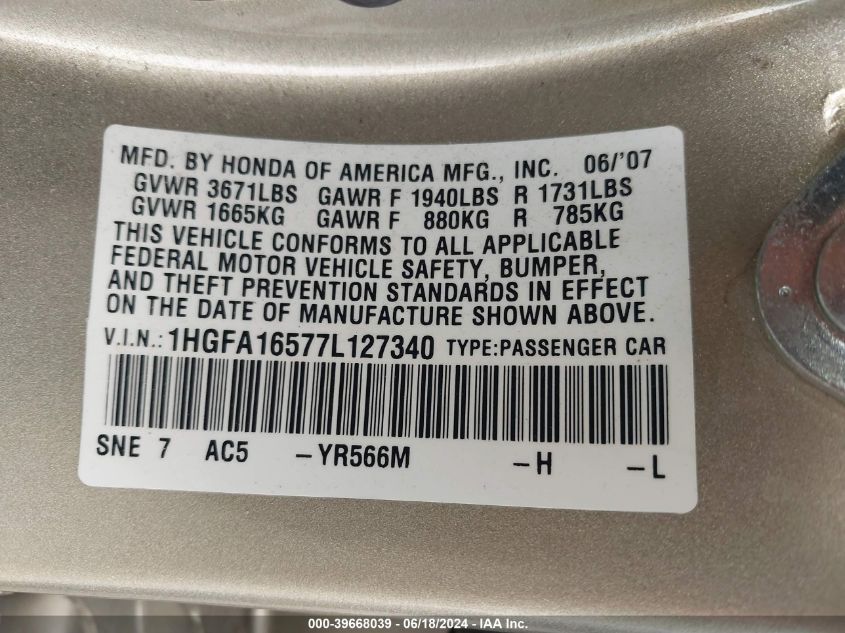 MFD. BY HONDA OF AMERICA MFG., INC. 06/'07
GVWR 3671LBS GAWR F 1940LBS R 1731LBS
GVWR 1665KG GAWR F 880KG R 785KG
THIS VEHICLE CONFORMS TO ALL APPLICABLE
FEDERAL MOTOR VEHICLE SAFETY, BUMPER,
AND THEFT PREVENTION STANDARDS IN EFFECT
ON THE DATE OF MANUFACTURE SHOWN ABOVE.
V.I.N.: 1HGFA16577L127340 TYPE:PASSENGER CAR
SNE 7 AC5 -YR566M -H -L
000-39668039 - 06/18/2024 - IAA Inc.